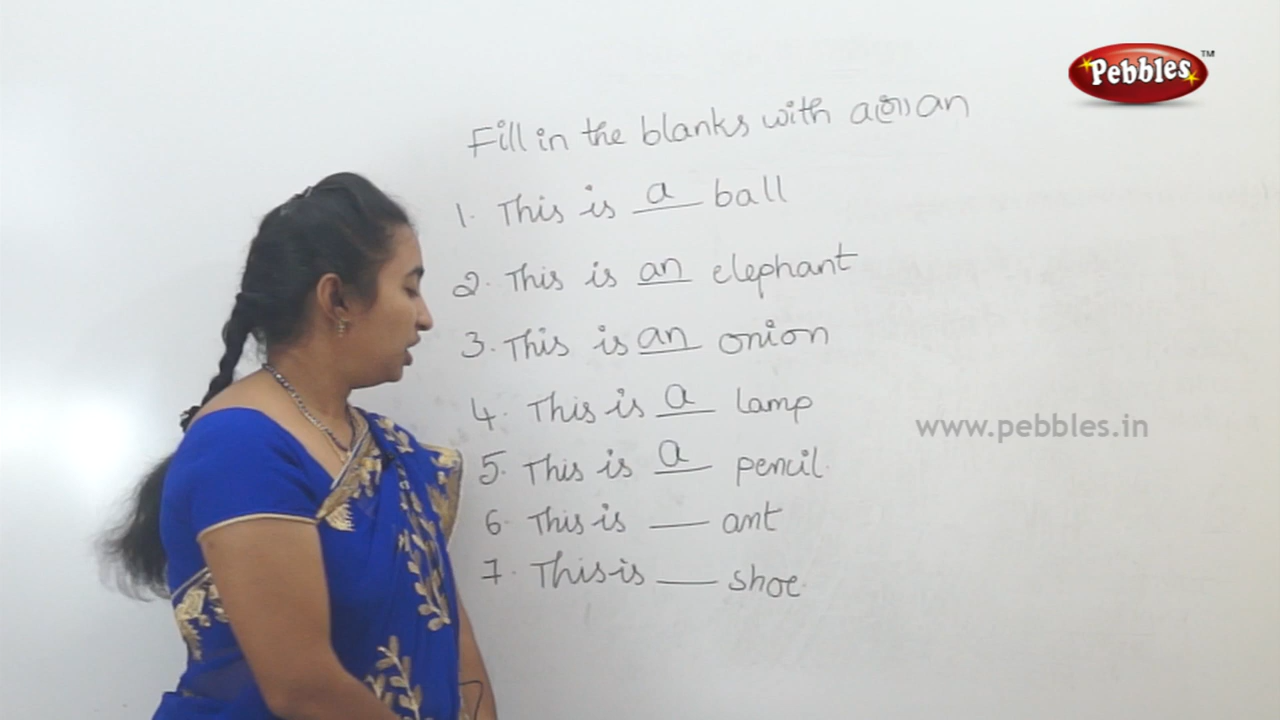 Pebbles™
Fill in the blanks with a (or) an
1. This is a ball
2. This is an elephant
3. This is an onion
4. This is a lamp
5. This is a pencil.
6. This is ___ ant
7. This is ___ shoe.
www.pebbles.in